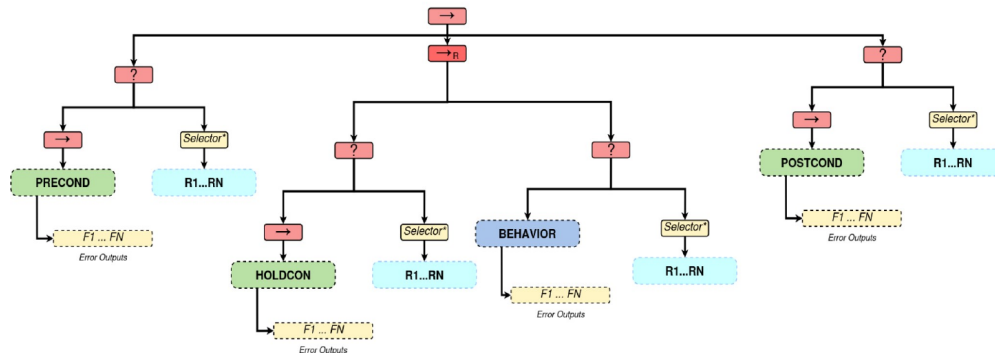 →
?
→R
?
→
Selector*
PRECOND
R1...RN
F1 ... FN
Error Outputs
?
?
→
Selector*
HOLDCON
R1...RN
F1 ... FN
Error Outputs
BEHAVIOR
Selector*
R1...RN
F1 ... FN
Error Outputs
→
Selector*
POSTCOND
R1...RN
F1 ... FN
Error Outputs